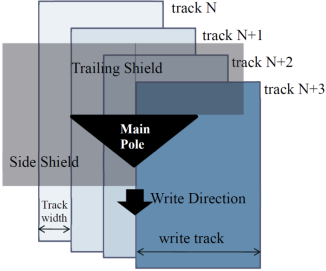 track N
track N+1
Trailing Shield
track N+2
track N+3
Main
Pole
Side Shield
Write Direction
Track
width
write track